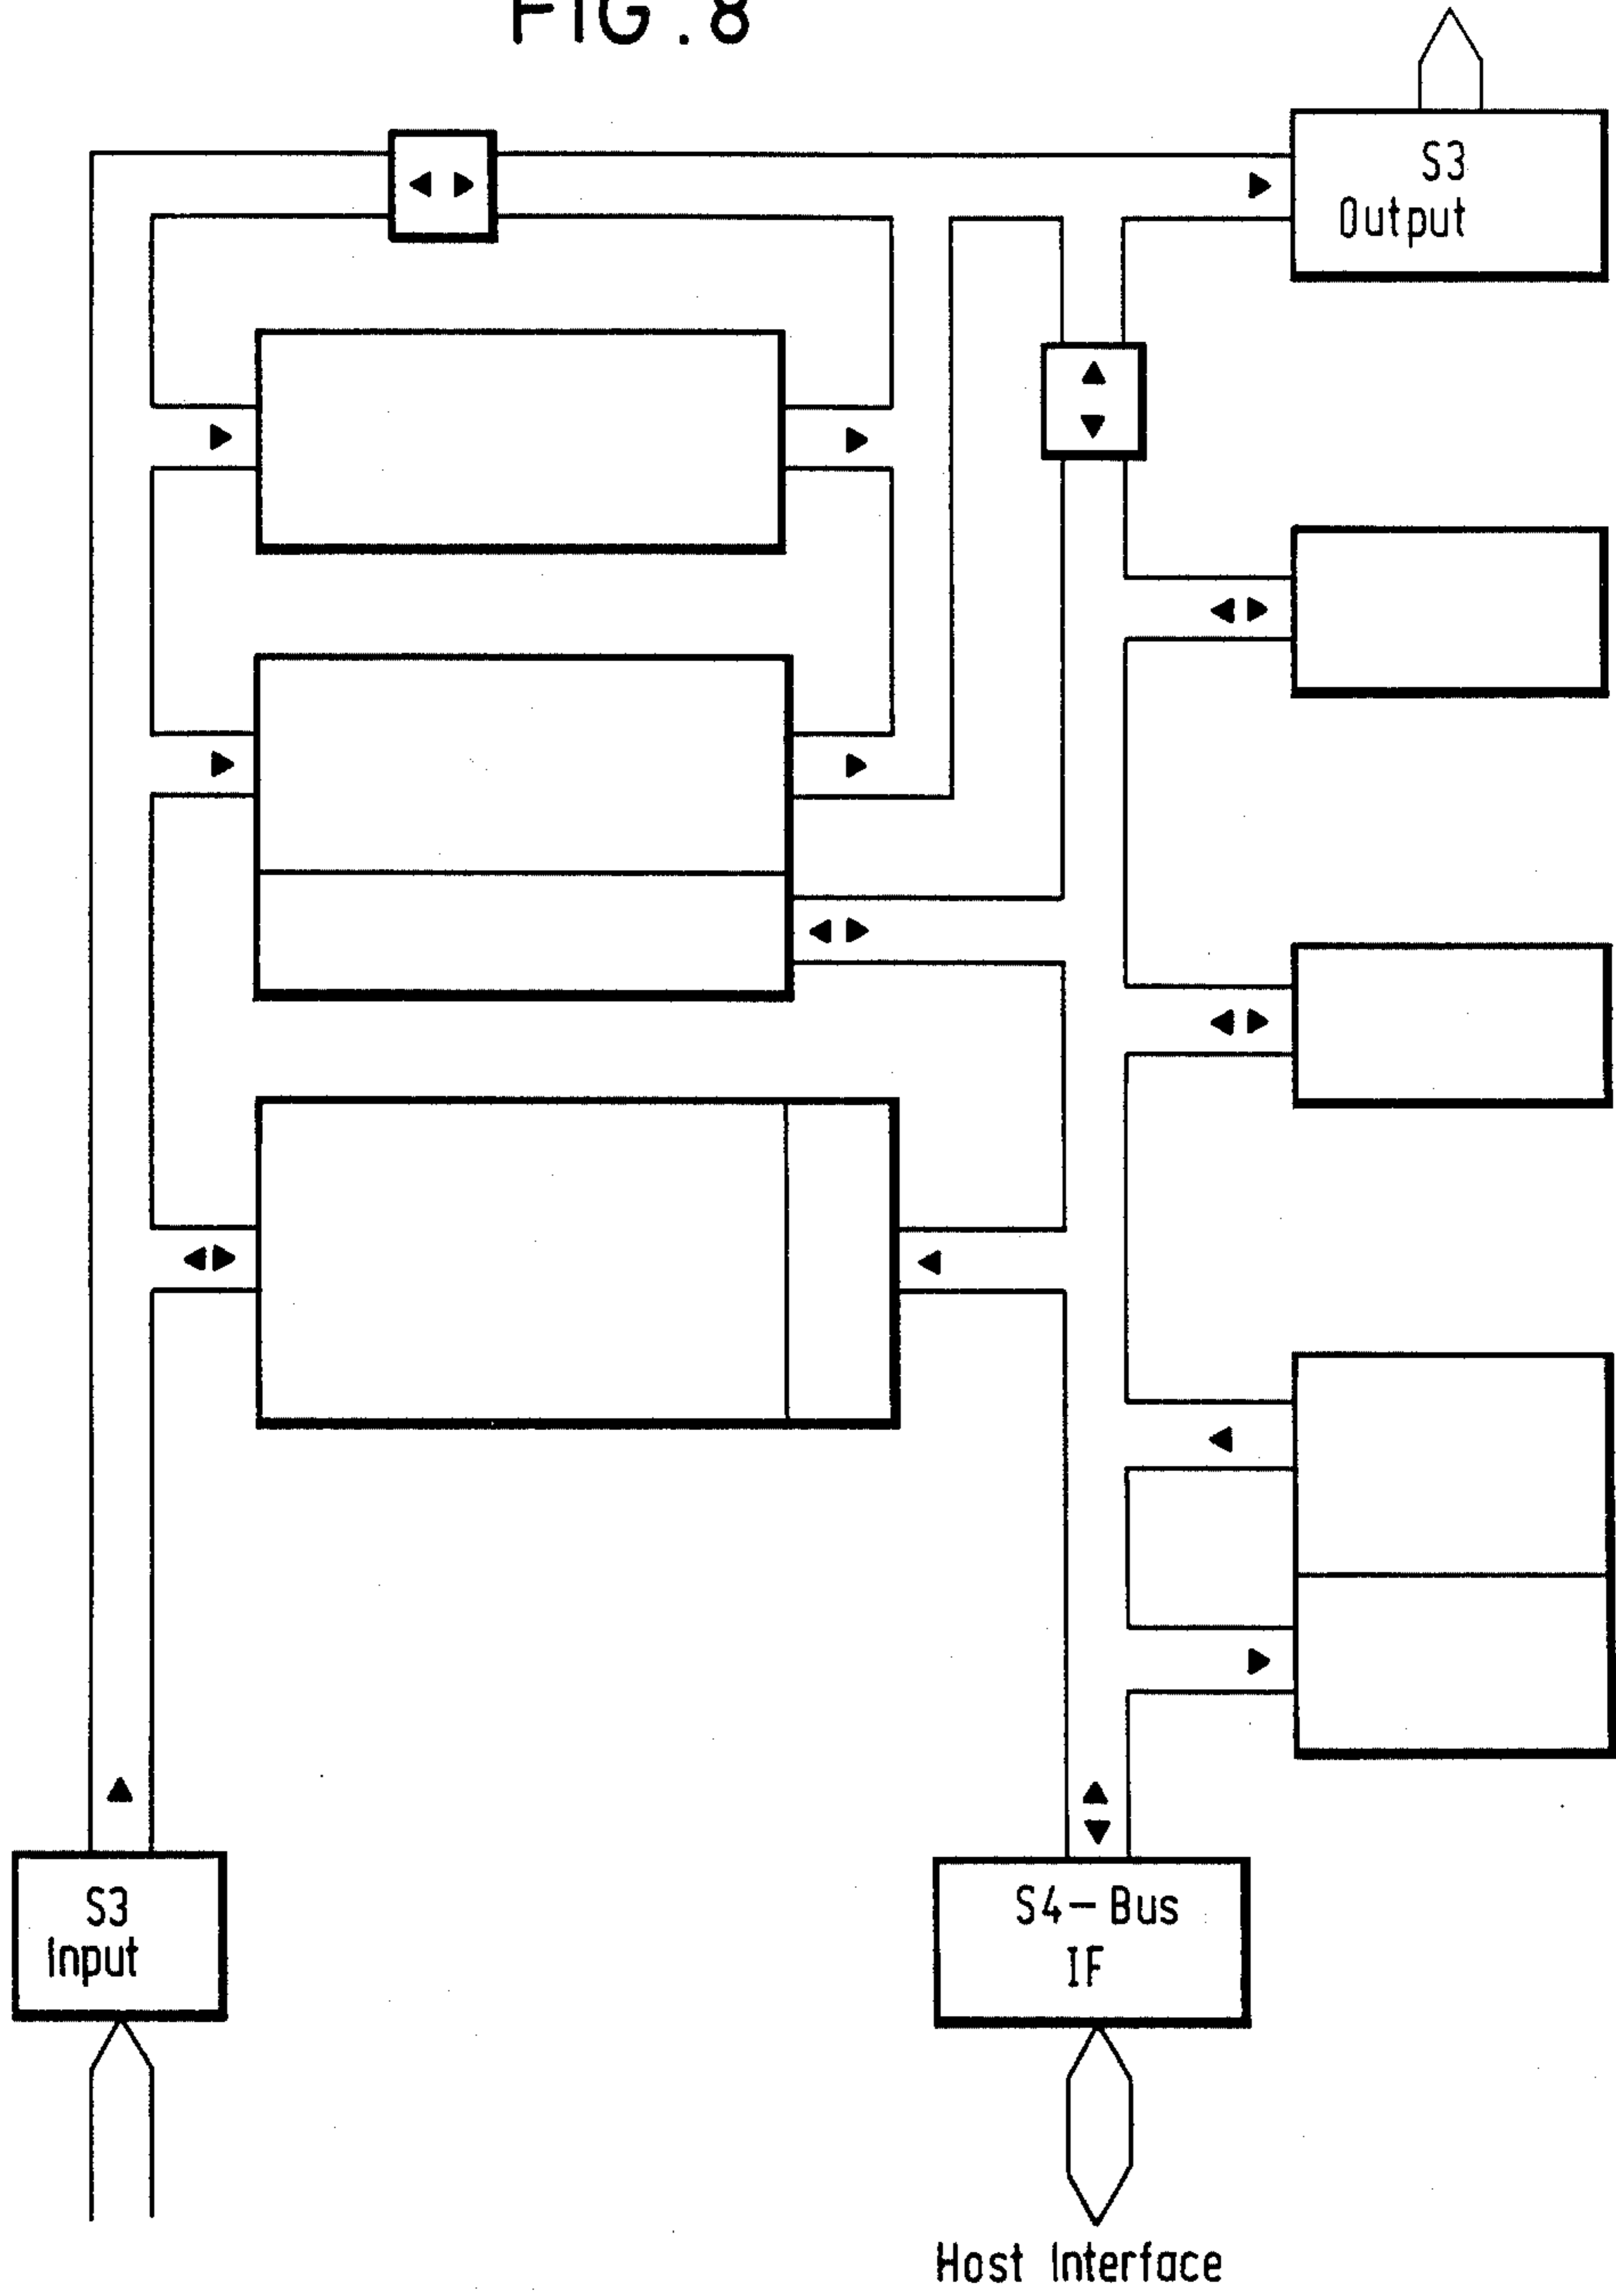 FIG.8
S3
Output
S3
Input
S4-Bus
IF
Host Interface